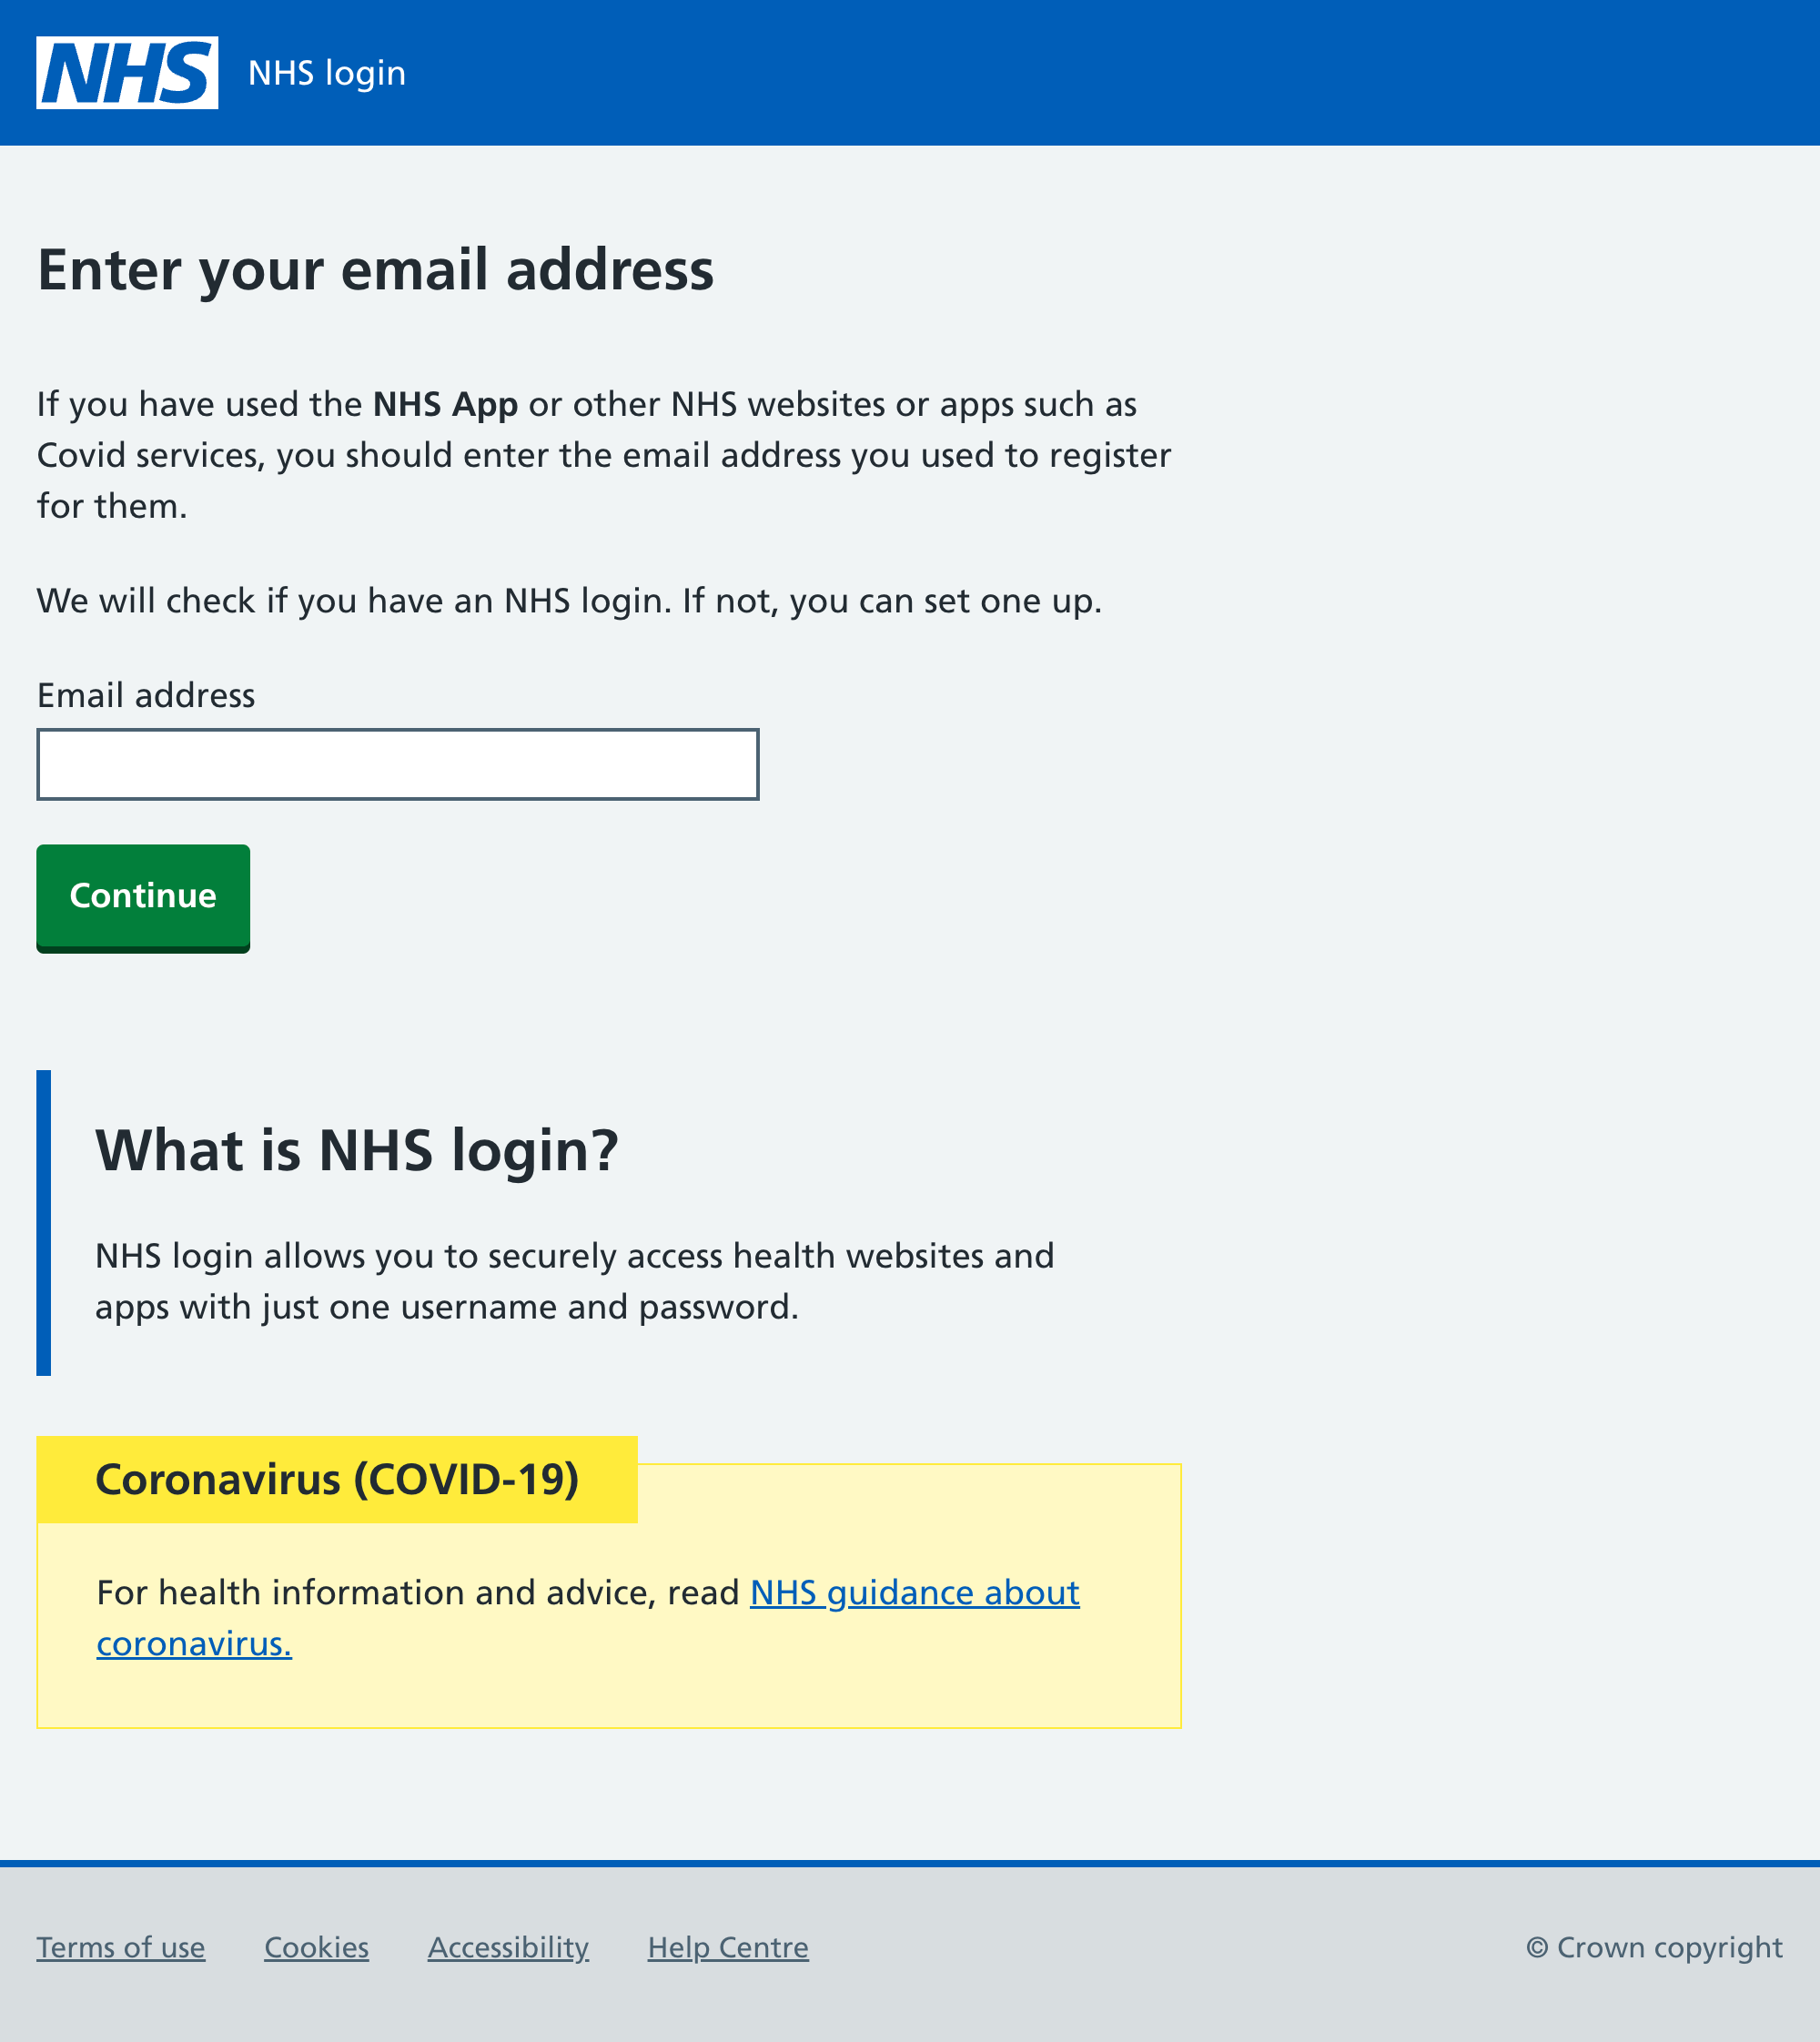 NHS NHS login
Enter your email address
If you have used the NHS App or other NHS websites or apps such as
Covid services, you should enter the email address you used to register
for them.
We will check if you have an NHS login. If not, you can set one up.
Email address
Continue
What is NHS login?
NHS login allows you to securely access health websites and
apps with just one username and password.
Coronavirus (COVID-19)
For health information and advice, read NHS guidance about
coronavirus.
Terms of use Cookies Accessibility Help Centre © Crown copyright